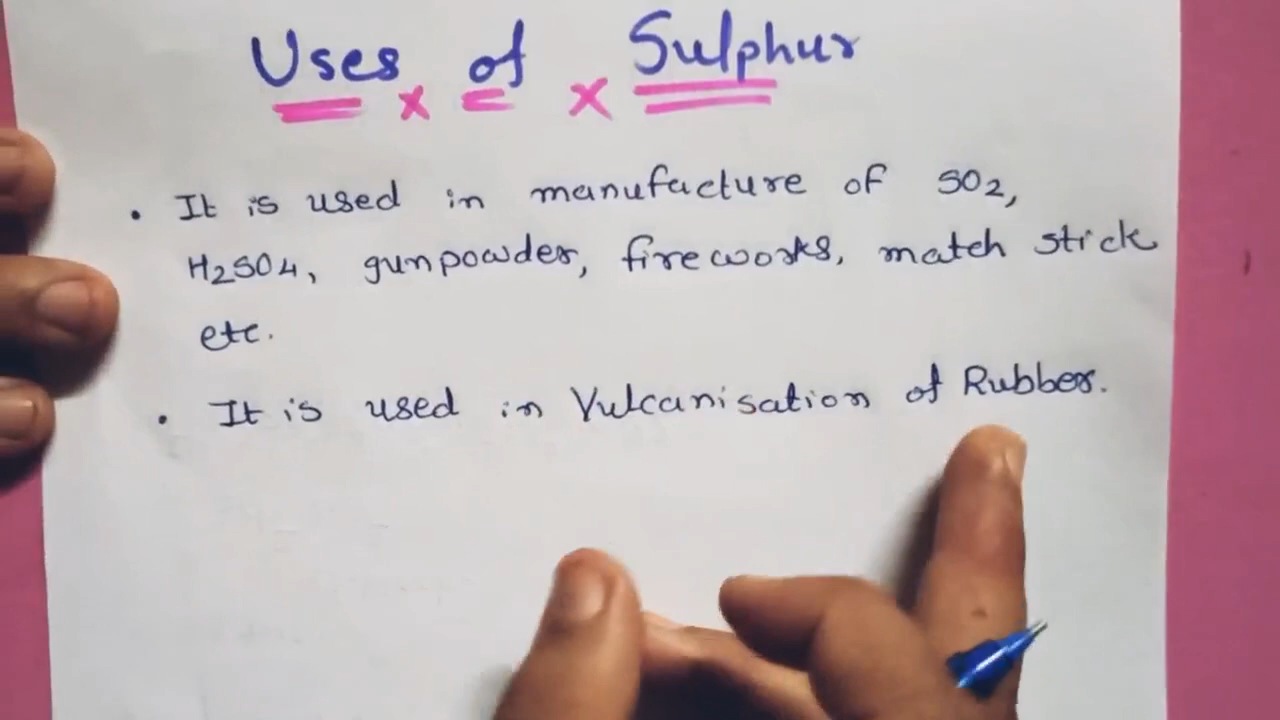 Uses of Sulphur
• It is used in manufacture of SO2,
H2SO4, gunpowder, fireworks, match stick
etc.
• It is used in Vulcanisation of Rubber.